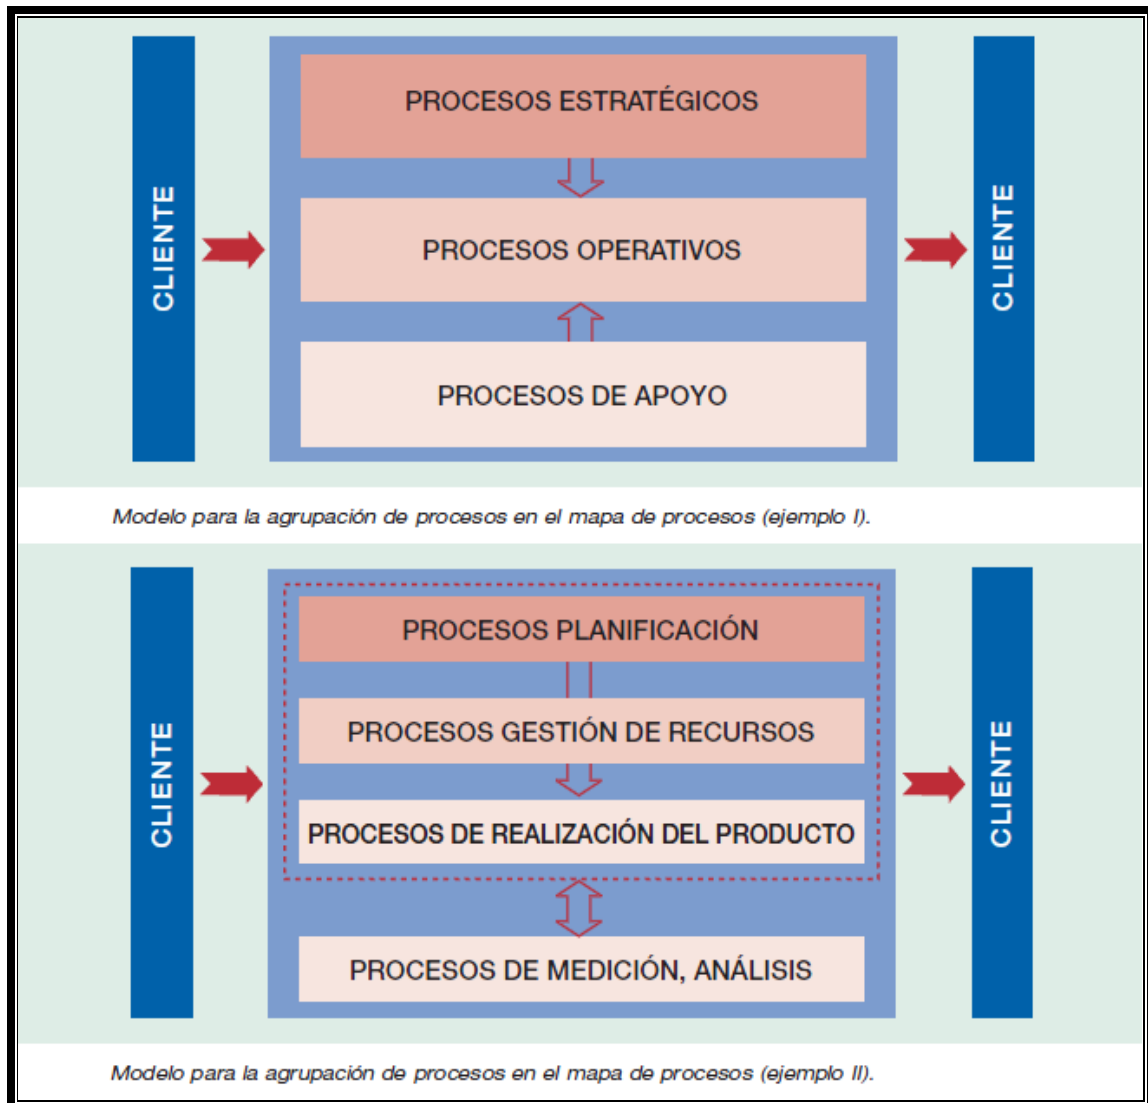 PROCESOS ESTRATÉGICOS
CLIENTE
PROCESOS OPERATIVOS
CLIENTE
PROCESOS DE APOYO
Modelo para la agrupación de procesos en el mapa de procesos (ejemplo I).
PROCESOS PLANIFICACIÓN
PROCESOS GESTIÓN DE RECURSOS
CLIENTE
CLIENTE
PROCESOS DE REALIZACIÓN DEL PRODUCTO
PROCESOS DE MEDICIÓN, ANÁLISIS
Modelo para la agrupación de procesos en el mapa de procesos (ejemplo II).